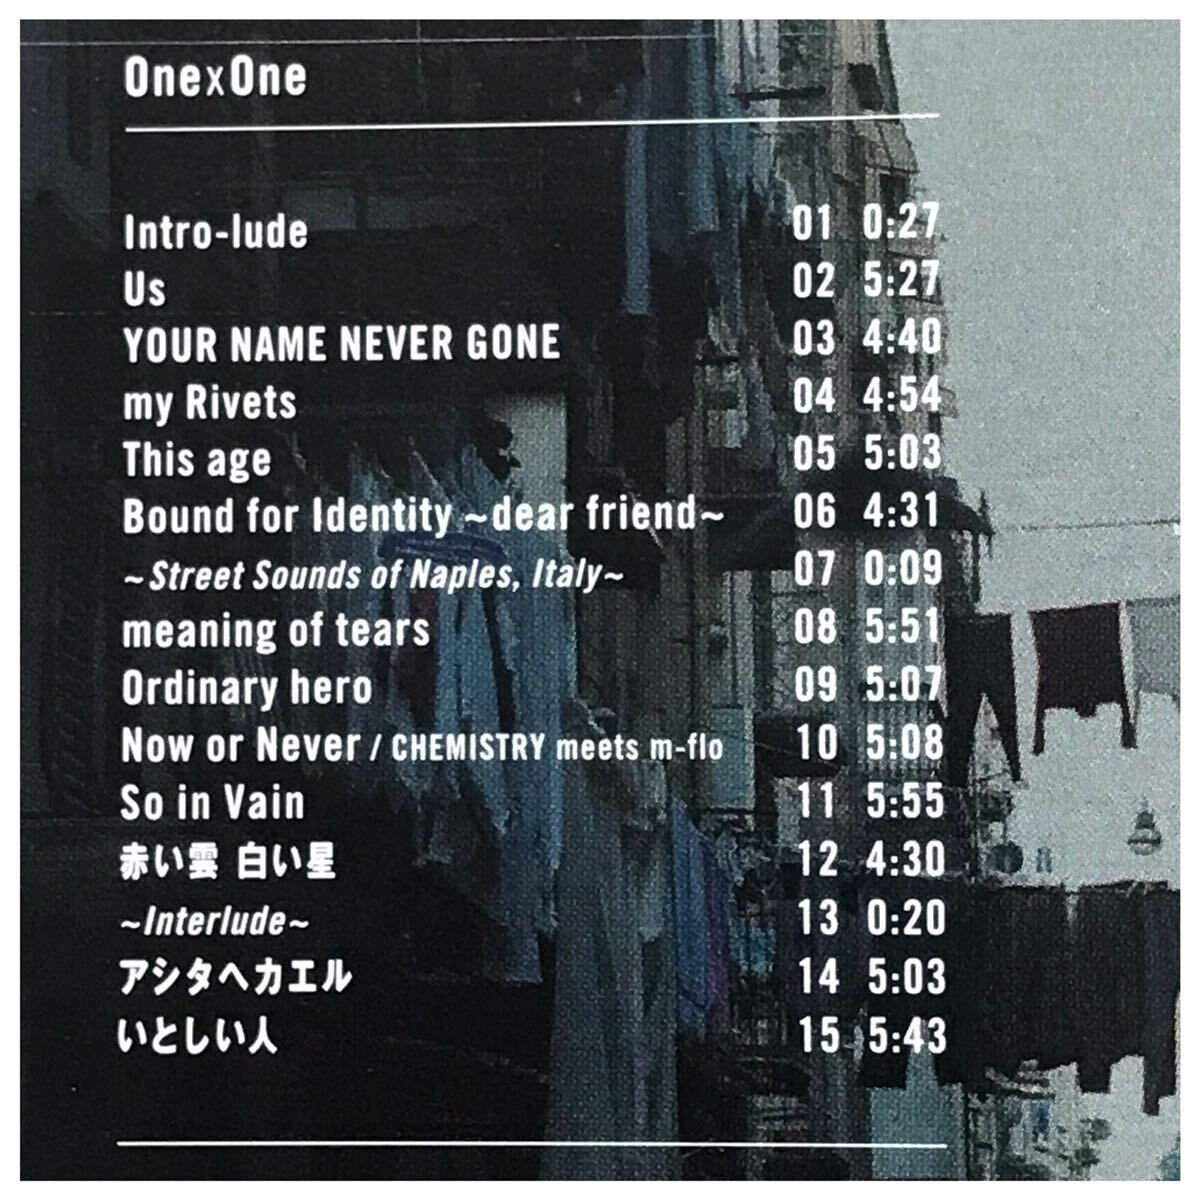 OnexOne
Intro-lude 01 0:27
Us 02 5:27
YOUR NAME NEVER GONE 03 4:40
my Rivets 04 4:54
This age 05 5:03
Bound for Identity ~dear friend~ 06 4:31
~Street Sounds of Naples, Italy~ 07 0:09
meaning of tears 08 5:51
Ordinary hero 09 5:07
Now or Never / CHEMISTRY meets m-flo 10 5:08
So in Vain 11 5:55
赤い雲 白い星 12 4:30
~Interlude~ 13 0:20
アシタヘカエル 14 5:03
いとしい人 15 5:43